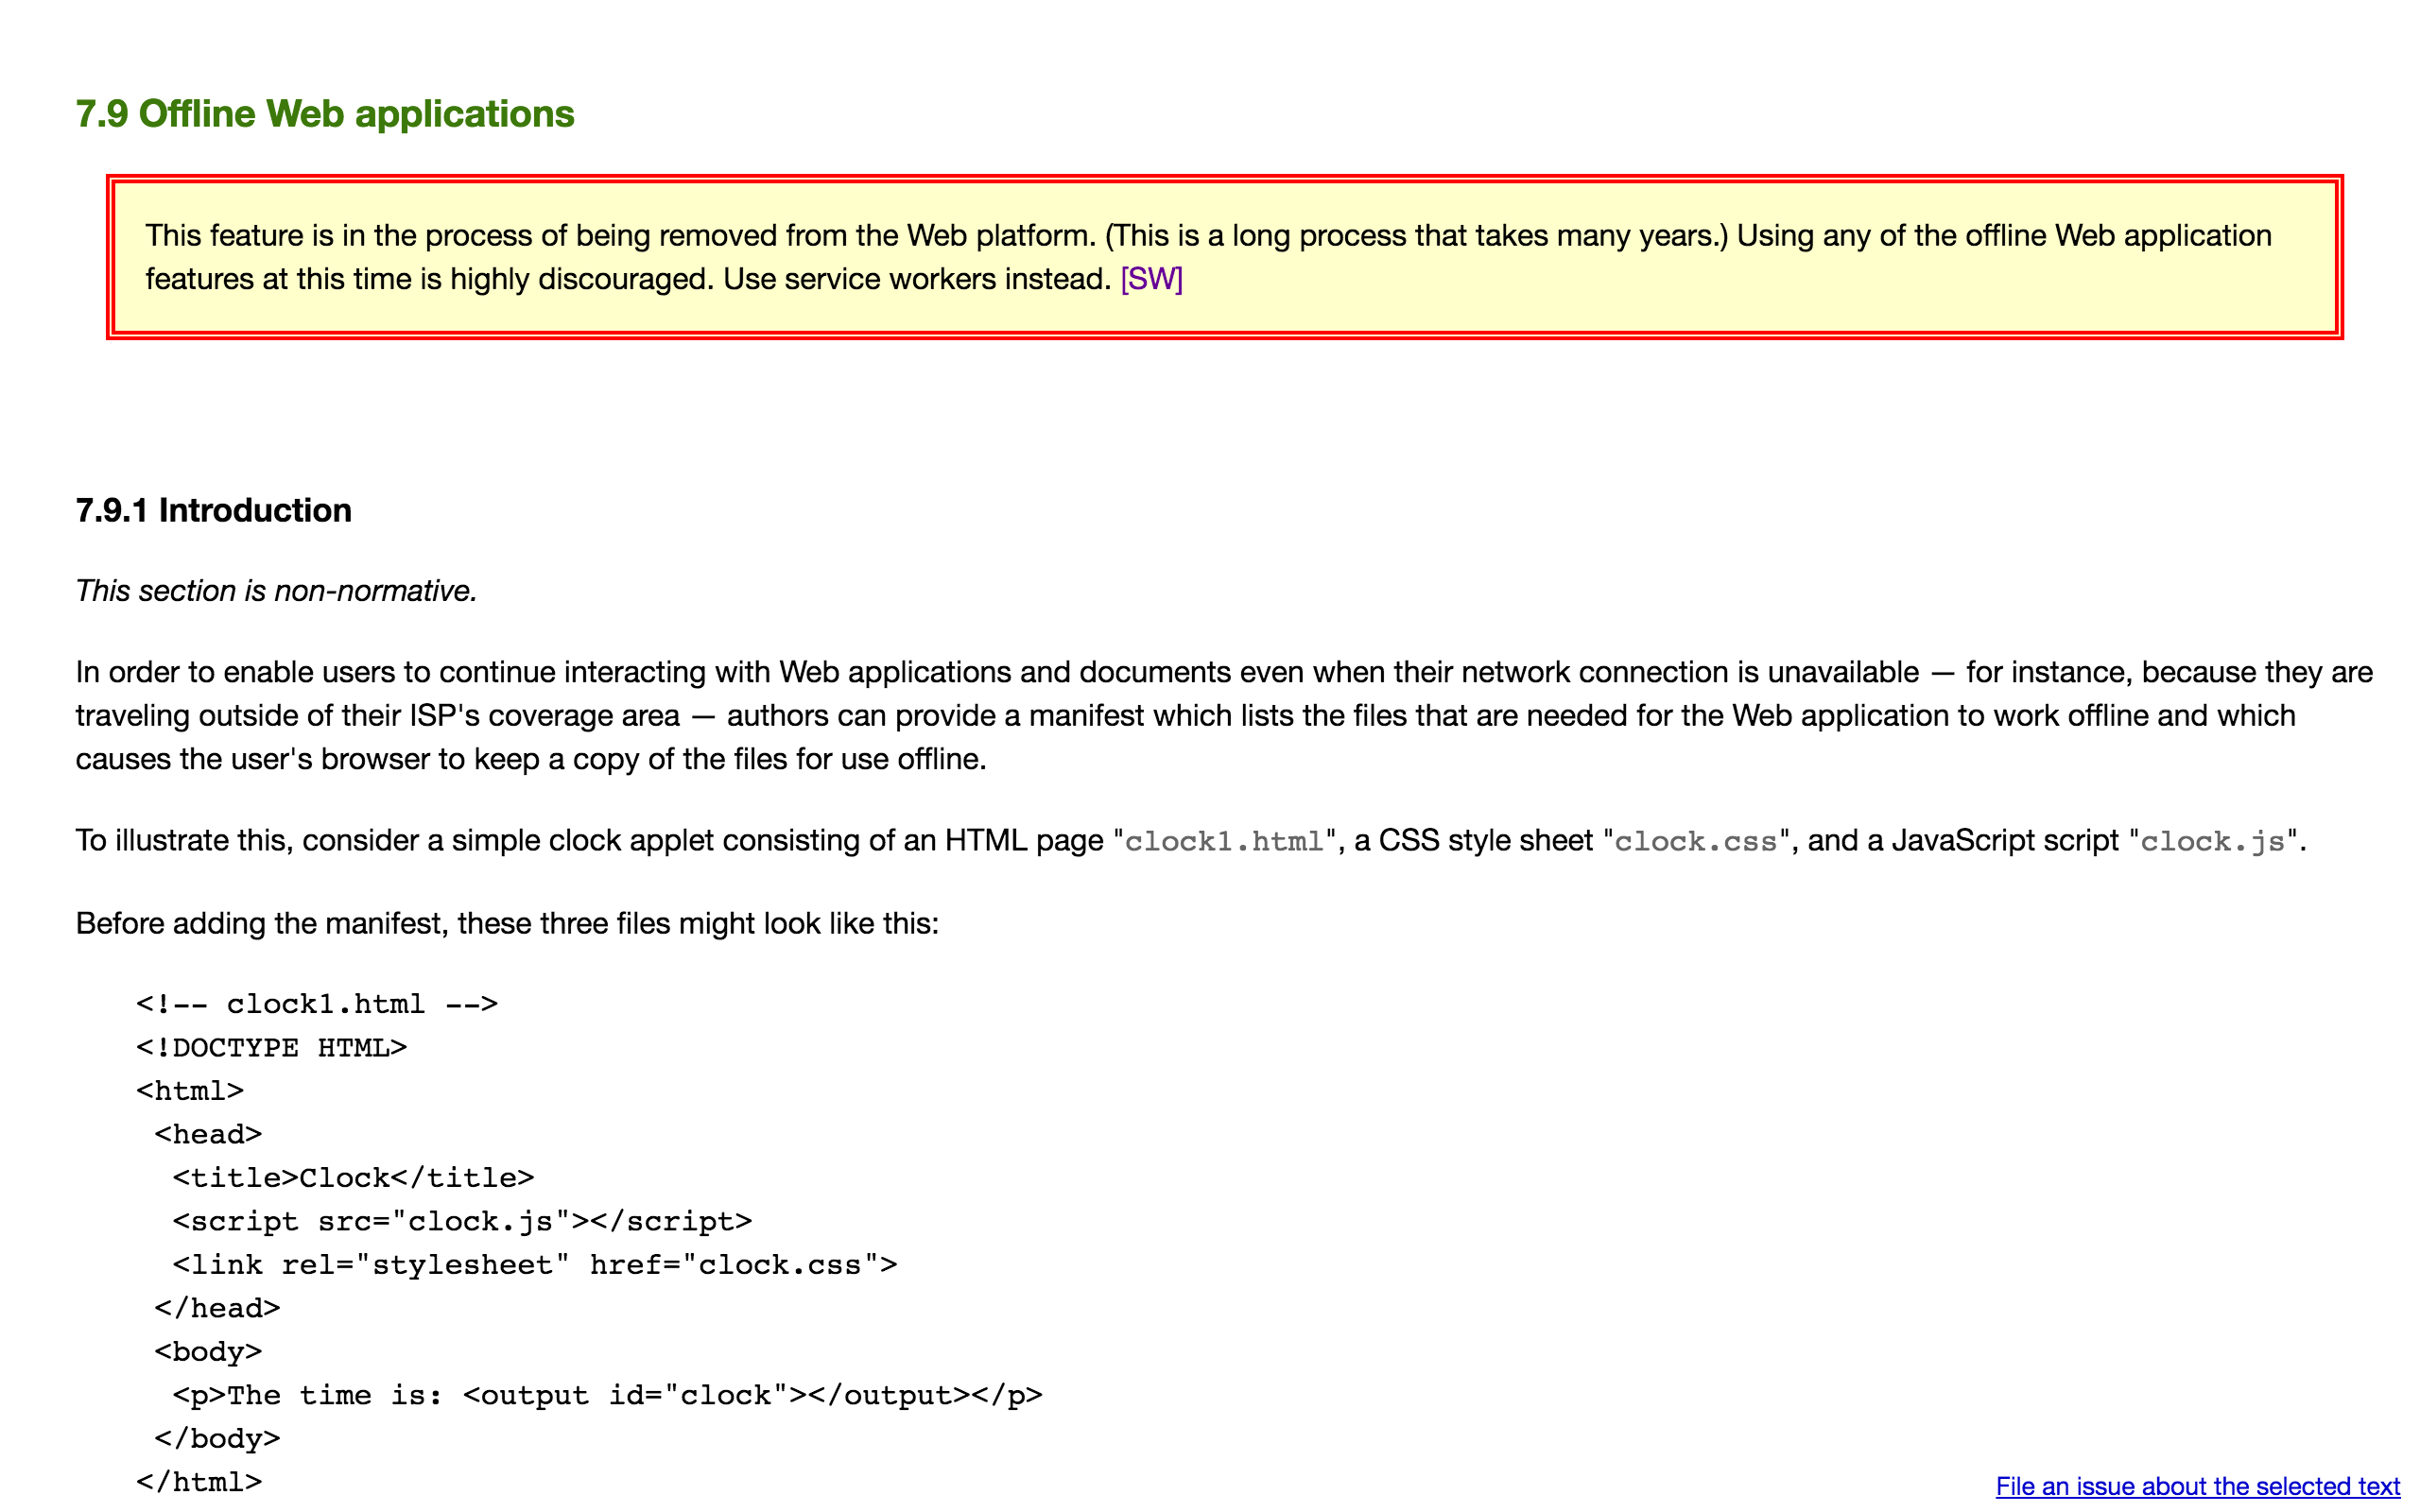 7.9 Offline Web applications
This feature is in the process of being removed from the Web platform. (This is a long process that takes many years.) Using any of the offline Web application
features at this time is highly discouraged. Use service workers instead. [SW]
7.9.1 Introduction
This section is non-normative.
In order to enable users to continue interacting with Web applications and documents even when their network connection is unavailable — for instance, because they are
traveling outside of their ISP's coverage area — authors can provide a manifest which lists the files that are needed for the Web application to work offline and which
causes the user's browser to keep a copy of the files for use offline.
To illustrate this, consider a simple clock applet consisting of an HTML page "clock1.html", a CSS style sheet "clock.css", and a JavaScript script "clock.js".
Before adding the manifest, these three files might look like this:
<!-- clock1.html -->
<!DOCTYPE HTML>
<html>
 <head>
  <title>Clock</title>
  <script src="clock.js"></script>
  <link rel="stylesheet" href="clock.css">
 </head>
 <body>
  <p>The time is: <output id="clock"></output></p>
 </body>
</html>
File an issue about the selected text